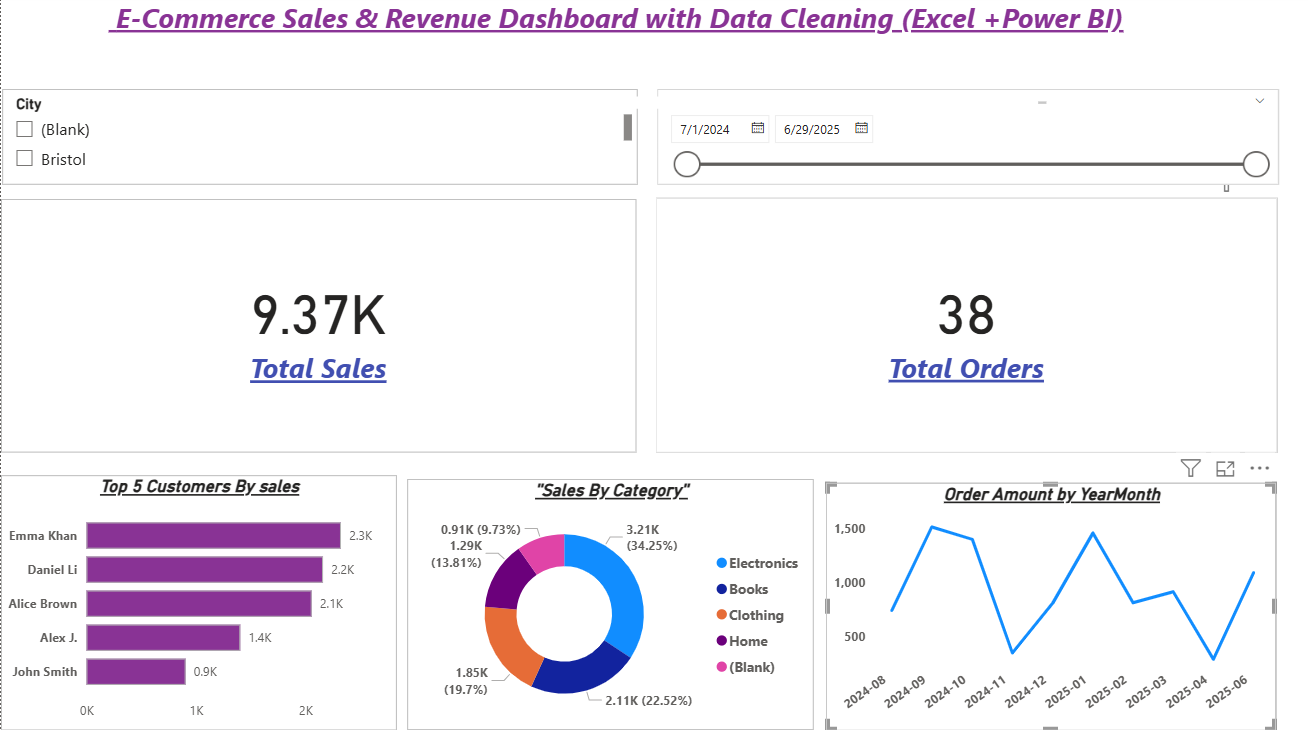 E-Commerce Sales & Revenue Dashboard with Data Cleaning (Excel +Power BI)
City
(Blank)
Bristol
7/1/2024 6/29/2025
9.37K
Total Sales
38
Total Orders
Top 5 Customers By sales
Emma Khan 2.3K
Daniel Li 2.2K
Alice Brown 2.1K
Alex J. 1.4K
John Smith 0.9K
0K 1K 2K
"Sales By Category"
0.91K (9.73%)
1.29K
(13.81%)
3.21K
(34.25%)
1.85K
(19.7%)
2.11K (22.52%)
Electronics
Books
Clothing
Home
(Blank)
Order Amount by YearMonth
1,500
1,000
500
2024-08 2024-09 2024-10 2024-11 2024-12 2025-01 2025-02 2025-03 2025-04 2025-06